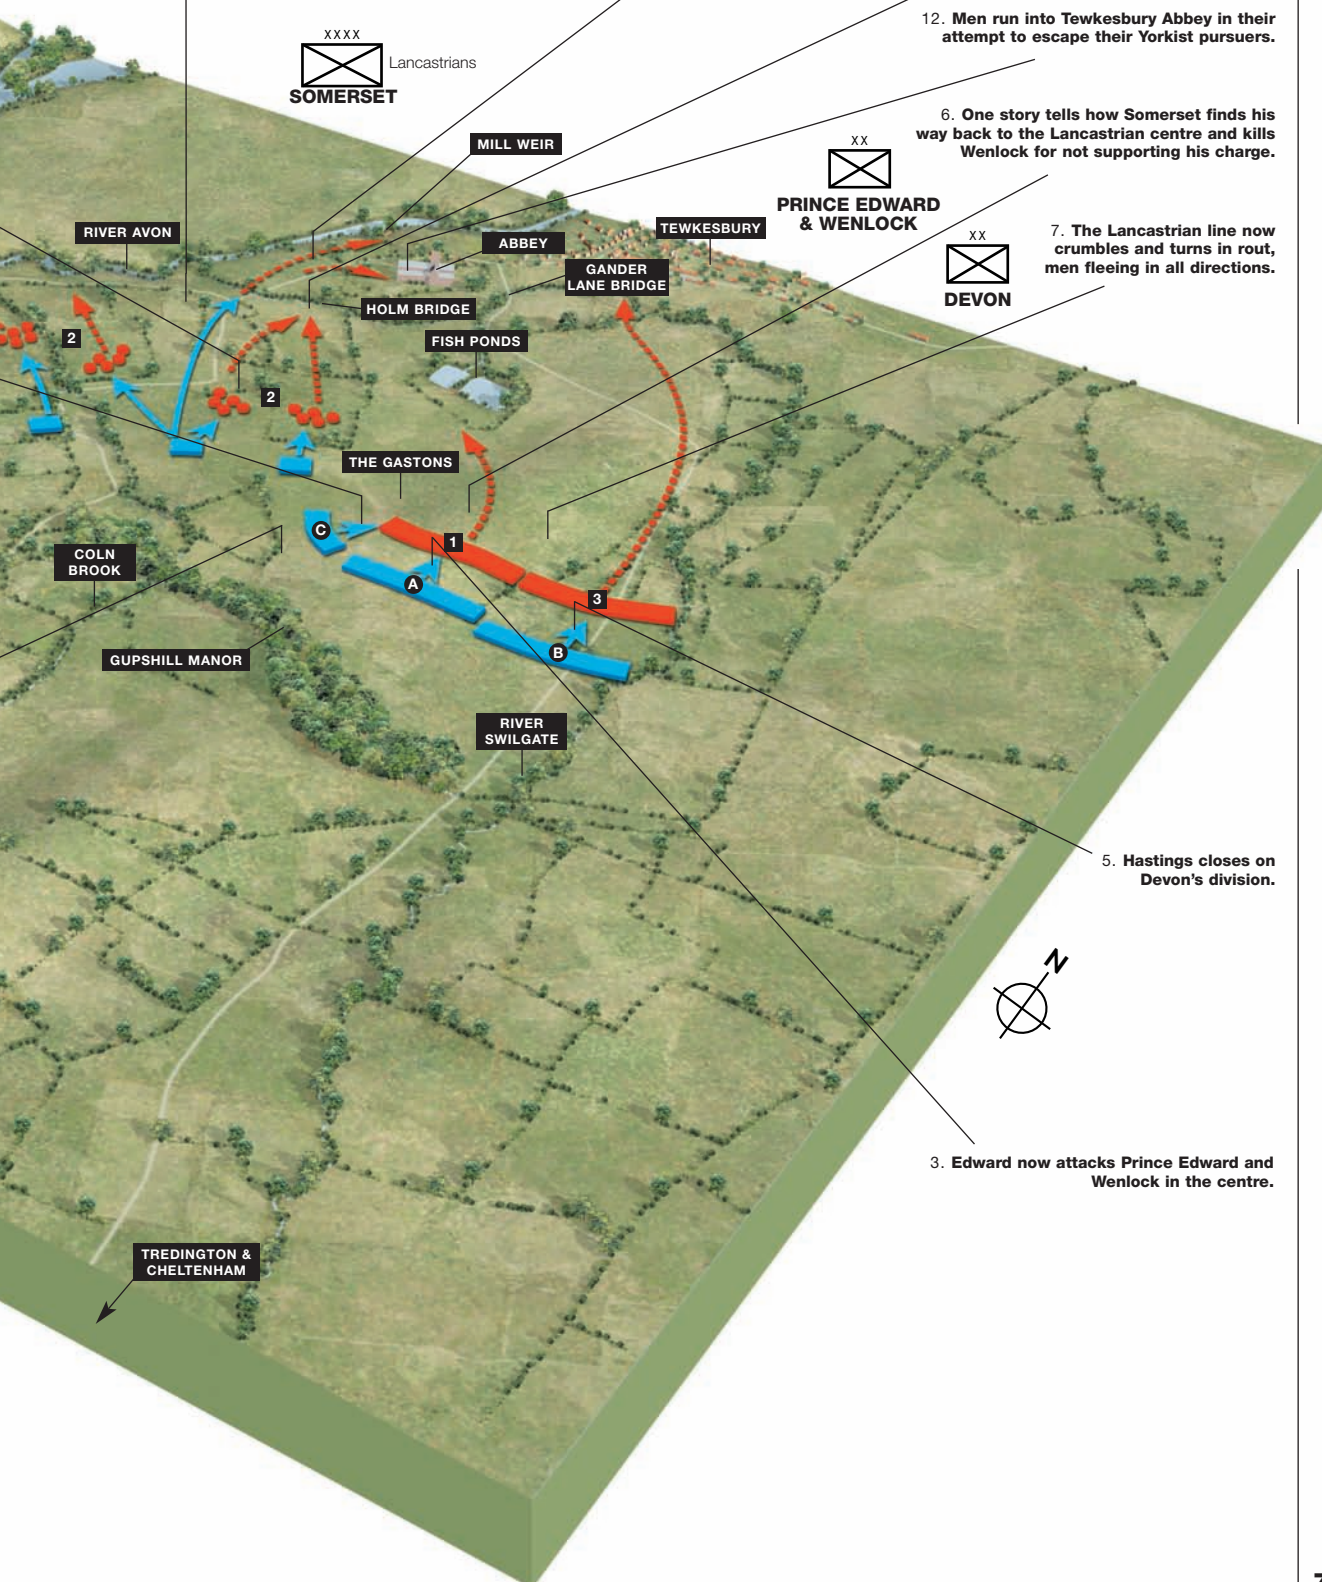 12. Men run into Tewkesbury Abbey in their
attempt to escape their Yorkist pursuers.
XXXX
Lancastrians
SOMERSET
6. One story tells how Somerset finds his
way back to the Lancastrian centre and kills
Wenlock for not supporting his charge.
MILL WEIR
XX
PRINCE EDWARD
& WENLOCK
7. The Lancastrian line now
crumbles and turns in rout,
men fleeing in all directions.
XX
DEVON
RIVER AVON
ABBEY
TEWKESBURY
GANDER
LANE BRIDGE
HOLM BRIDGE
FISH PONDS
2
2
THE GASTONS
C
1
A
3
B
COLN
BROOK
GUPSHILL MANOR
RIVER
SWILGATE
5. Hastings closes on
Devon's division.
N
3. Edward now attacks Prince Edward and
Wenlock in the centre.
TREDINGTON &
CHELTENHAM